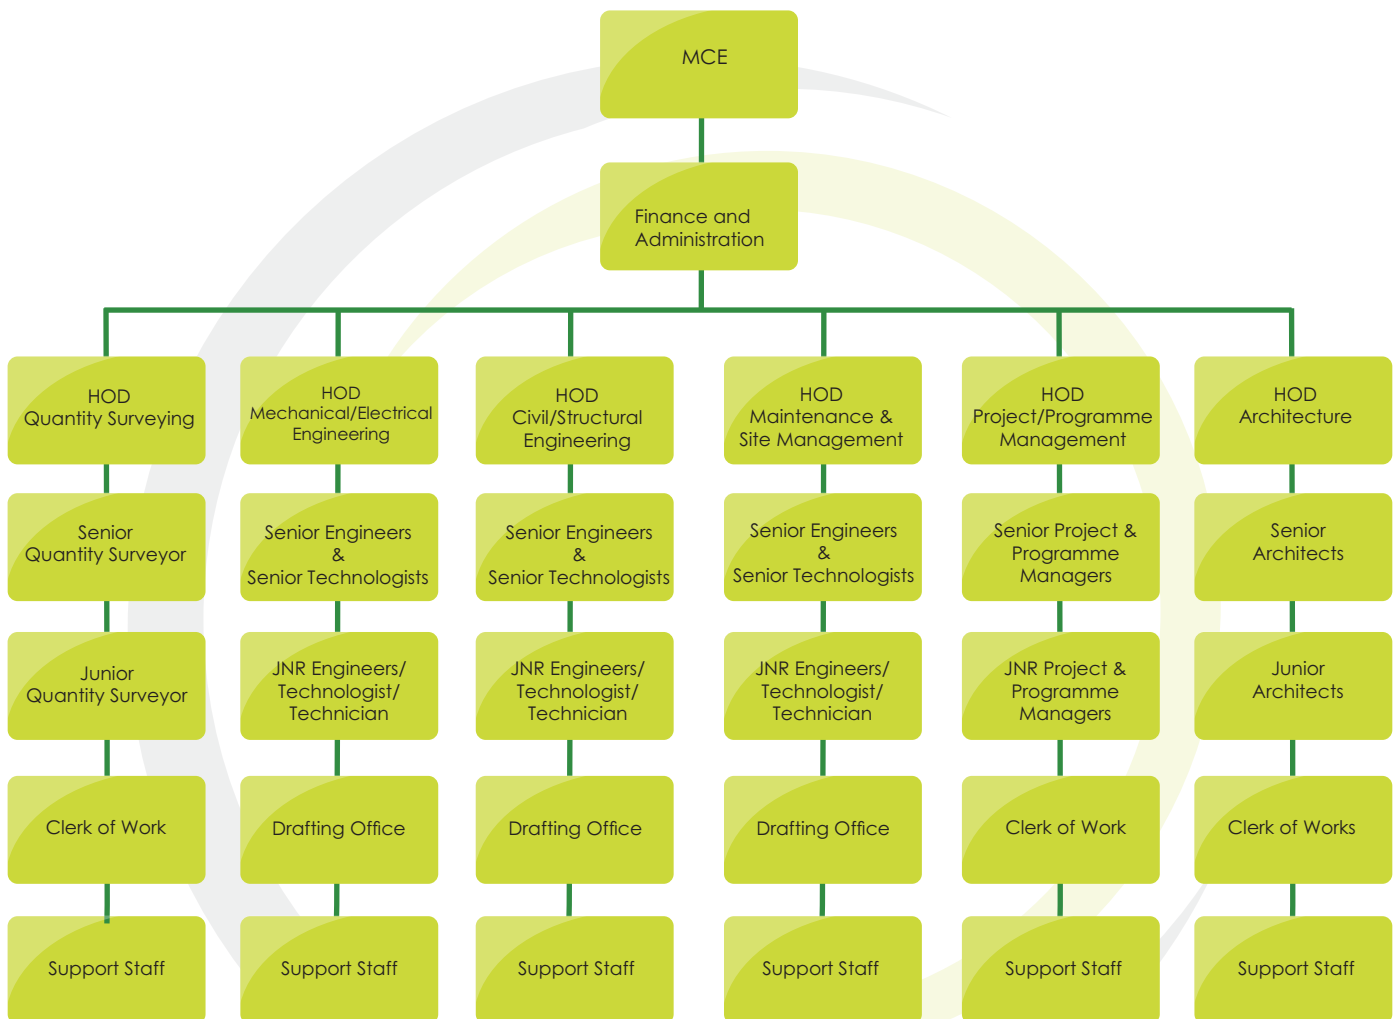 MCE
Finance and
Administration
HOD
Quantity Surveying
HOD
Mechanical/Electrical
Engineering
HOD
Civil/Structural
Engineering
HOD
Maintenance &
Site Management
HOD
Project/Programme
Management
HOD
Architecture
Senior
Quantity Surveyor
Senior Engineers
&
Senior Technologists
Senior Engineers
&
Senior Technologists
Senior Engineers
&
Senior Technologists
Senior Project &
Programme
Managers
Senior
Architects
Junior
Quantity Surveyor
JNR Engineers/
Technologist/
Technician
JNR Engineers/
Technologist/
Technician
JNR Engineers/
Technologist/
Technician
JNR Project &
Programme
Managers
Junior
Architects
Clerk of Work
Drafting Office
Drafting Office
Drafting Office
Clerk of Work
Clerk of Works
Support Staff
Support Staff
Support Staff
Support Staff
Support Staff
Support Staff